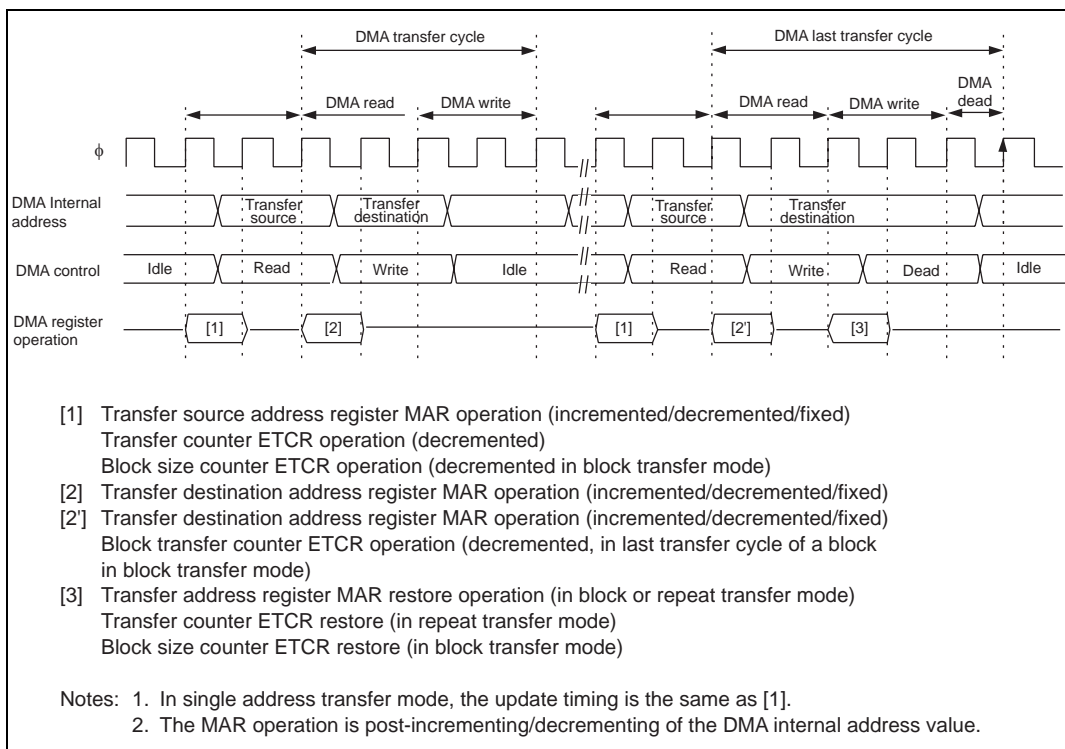 DMA transfer cycle
DMA last transfer cycle
DMA read
DMA write
DMA read
DMA write
DMA dead
ϕ
DMA Internal address
Transfer source
Transfer destination
Transfer source
Transfer destination
DMA control
Idle
Read
Write
Idle
Read
Write
Dead
Idle
DMA register operation
[1]
[2]
[1]
[2']
[3]
[1] Transfer source address register MAR operation (incremented/decremented/fixed)
Transfer counter ETCR operation (decremented)
Block size counter ETCR operation (decremented in block transfer mode)
[2] Transfer destination address register MAR operation (incremented/decremented/fixed)
[2'] Transfer destination address register MAR operation (incremented/decremented/fixed)
Block transfer counter ETCR operation (decremented, in last transfer cycle of a block
in block transfer mode)
[3] Transfer address register MAR restore operation (in block or repeat transfer mode)
Transfer counter ETCR restore (in repeat transfer mode)
Block size counter ETCR restore (in block transfer mode)
Notes: 1. In single address transfer mode, the update timing is the same as [1].
2. The MAR operation is post-incrementing/decrementing of the DMA internal address value.